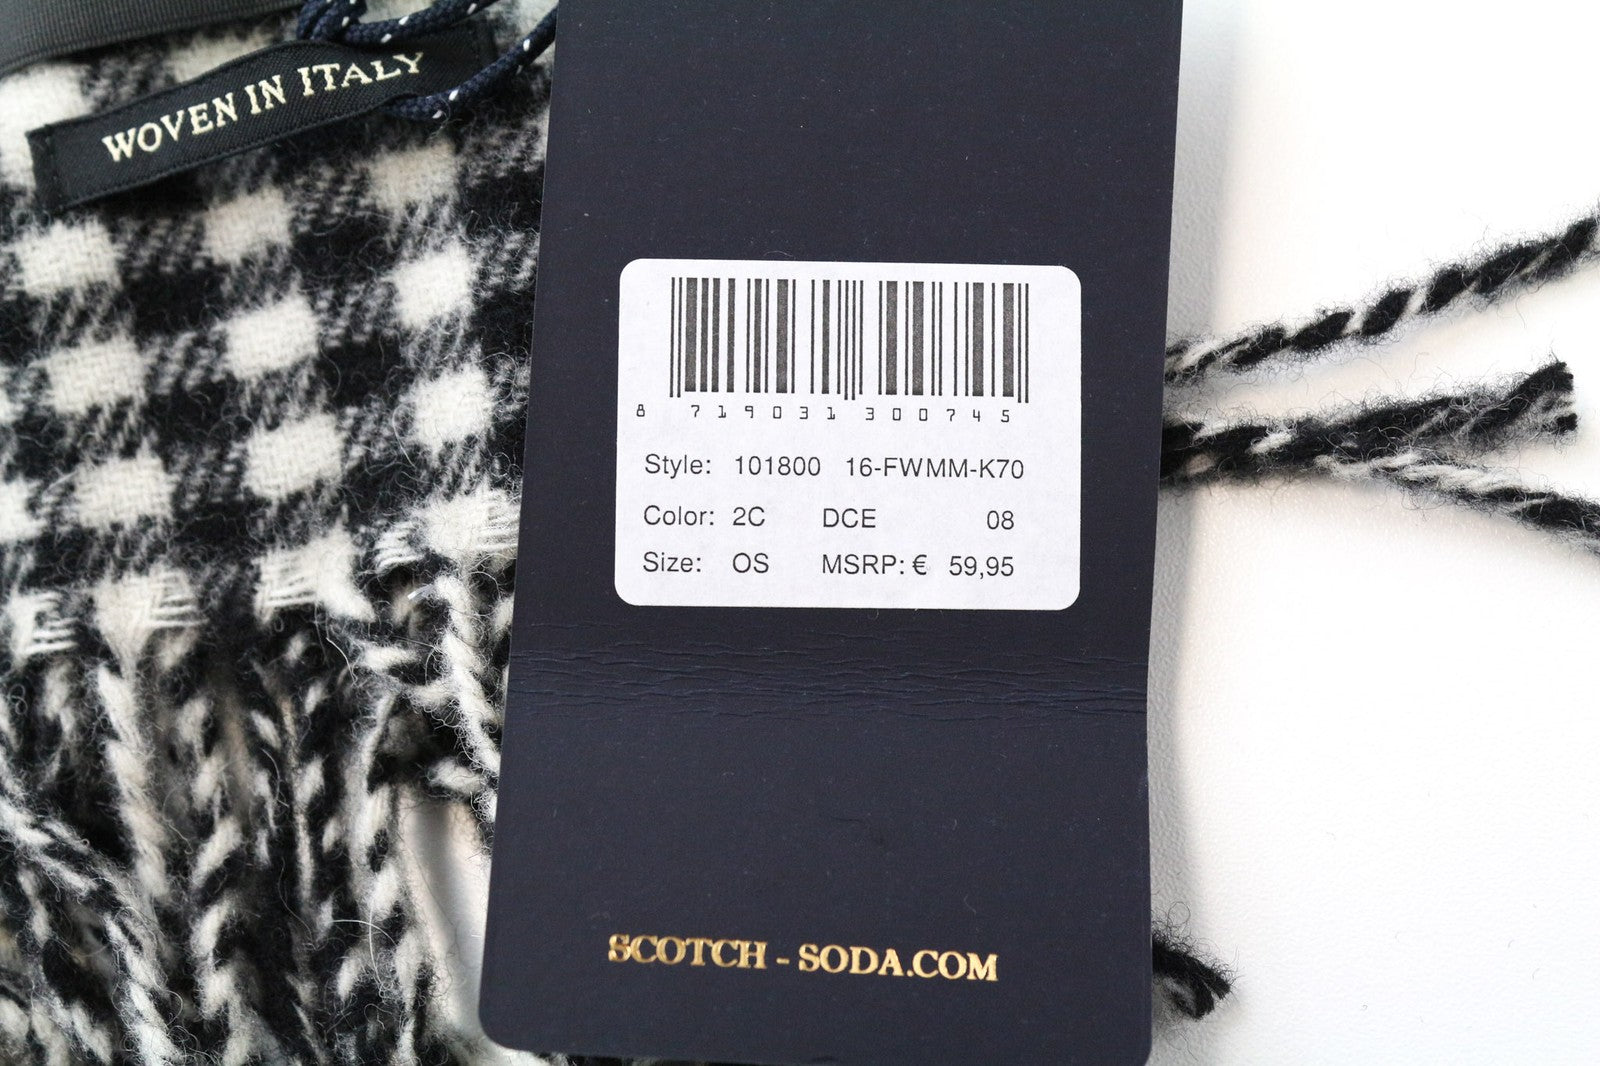 WOVEN IN ITALY
8 719031 300745
Style: 101800 16-FWMM-K70
Color: 2C DCE 08
Size: OS MSRP: € 59,95
SCOTCH - SODA.COM